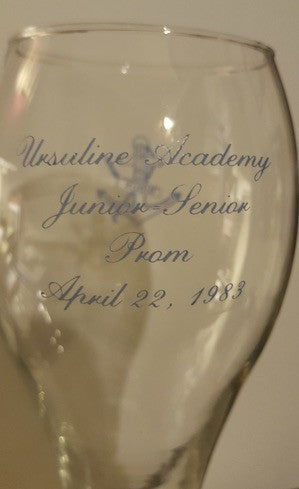 Ursuline Academy
Junior-Senior
Prom
April 22, 1983